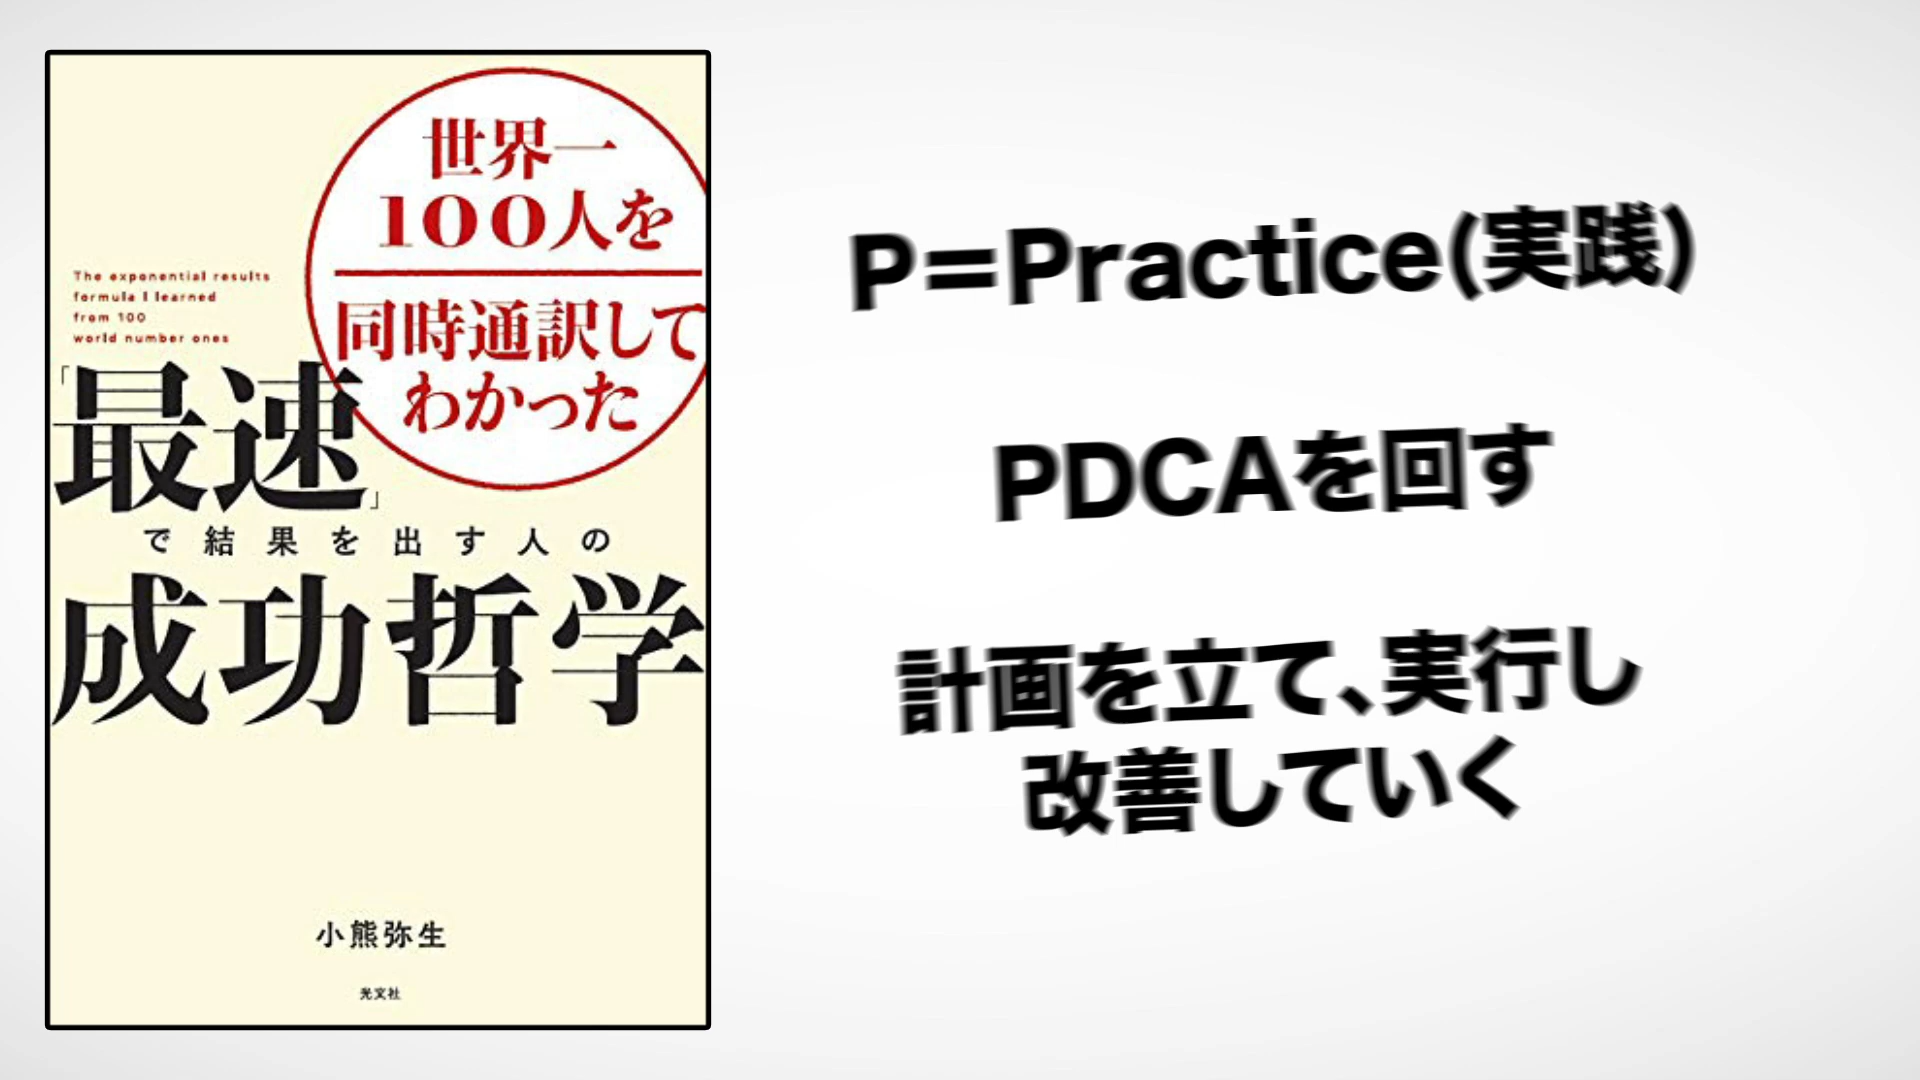 世界一
100人を
同時通訳して
わかった
The exponential results
formula I learned
from 100
world number ones
「最速」
で結果を出す人の
成功哲学
小熊弥生
光文社
P=Practice(実践)
PDCAを回す
計画を立て、実行し
改善していく